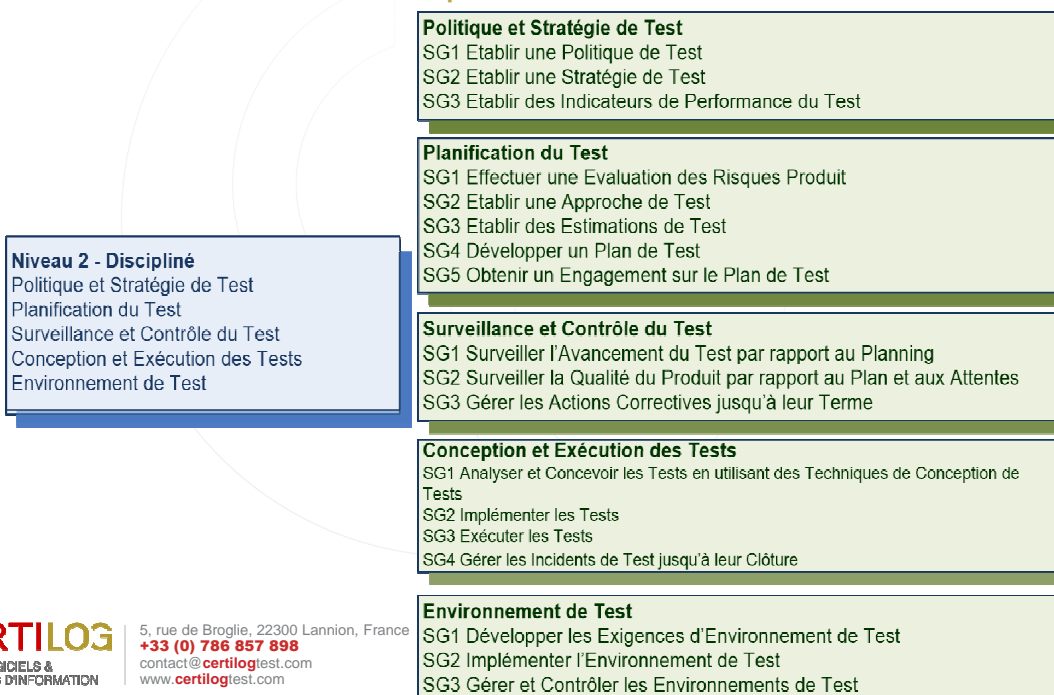 Politique et Stratégie de Test
SG1 Etablir une Politique de Test
SG2 Etablir une Stratégie de Test
SG3 Etablir des Indicateurs de Performance du Test
Planification du Test
SG1 Effectuer une Evaluation des Risques Produit
SG2 Etablir une Approche de Test
SG3 Etablir des Estimations de Test
SG4 Développer un Plan de Test
SG5 Obtenir un Engagement sur le Plan de Test
Niveau 2 - Discipliné
Politique et Stratégie de Test
Planification du Test
Surveillance et Contrôle du Test
Conception et Exécution des Tests
Environnement de Test
Surveillance et Contrôle du Test
SG1 Surveiller l'Avancement du Test par rapport au Planning
SG2 Surveiller la Qualité du Produit par rapport au Plan et aux Attentes
SG3 Gérer les Actions Correctives jusqu'à leur Terme
Conception et Exécution des Tests
SG1 Analyser et Concevoir les Tests en utilisant des Techniques de Conception de
Tests
SG2 Implémenter les Tests
SG3 Exécuter les Tests
SG4 Gérer les Incidents de Test jusqu'à leur Clôture
Environnement de Test
SG1 Développer les Exigences d'Environnement de Test
SG2 Implémenter l'Environnement de Test
SG3 Gérer et Contrôler les Environnements de Test
RTILOG
GICIELS &
D'INFORMATION
5, rue de Broglie, 22300 Lannion, France
+33 (0) 786 857 898
contact@certilogtest.com
www.certilogtest.com